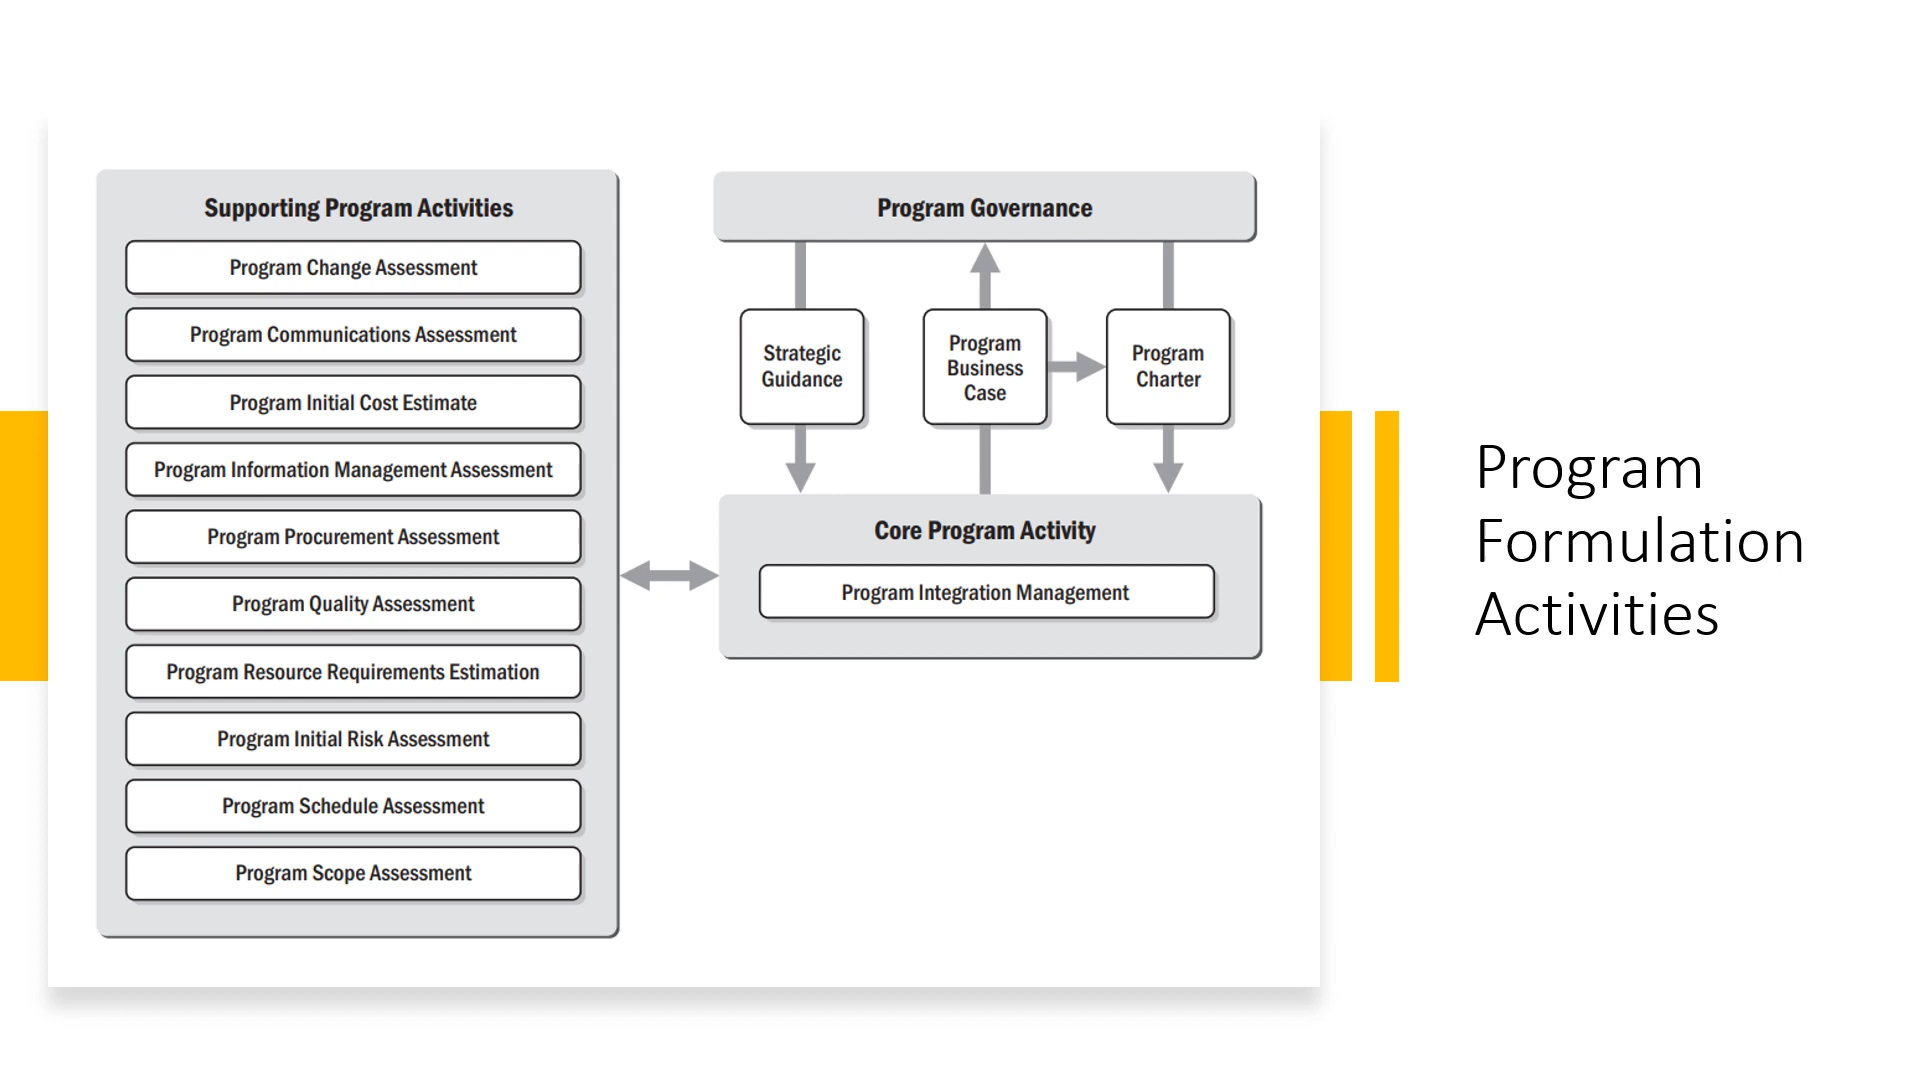 Supporting Program Activities
Program Change Assessment
Program Communications Assessment
Program Initial Cost Estimate
Program Information Management Assessment
Program Procurement Assessment
Program Quality Assessment
Program Resource Requirements Estimation
Program Initial Risk Assessment
Program Schedule Assessment
Program Scope Assessment
Program Governance
Strategic
Guidance
Program
Business
Case
Program
Charter
Core Program Activity
Program Integration Management
Program
Formulation
Activities